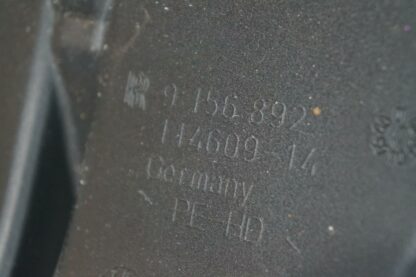 9 156 892
114609-14
Germany
> PE-HD <